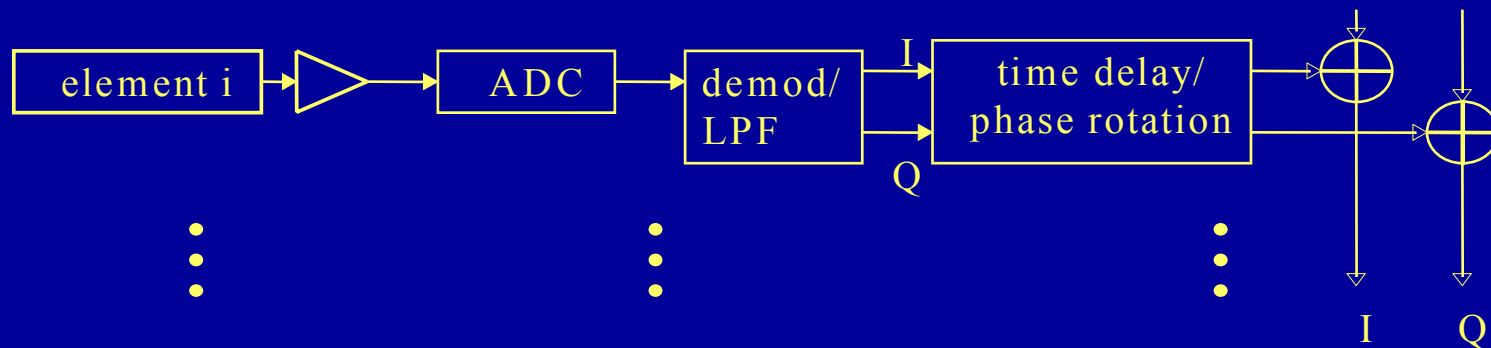 element i
ADC
demod/
LPF
I
Q
time delay/
phase rotation
I
Q